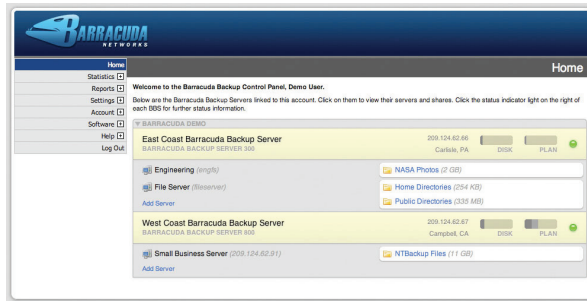 BARRACUDA
NETWORKS
Home
Home
Statistics
Reports
Settings
Account
Software
Help
Log Out
Welcome to the Barracuda Backup Control Panel, Demo User.
Below are the Barracuda Backup Servers linked to this account. Click on them to view their servers and shares. Click the status indicator light on the right of
each BBS for further status information.
BARRACUDA DEMO
East Coast Barracuda Backup Server
BARRACUDA BACKUP SERVER 300
209.124.62.66
Carlisle, PA
DISK
PLAN
Engineering (engfs)
NASA Photos (2 GB)
File Server (fileserver)
Home Directories (254 KB)
Public Directories (335 MB)
Add Server
West Coast Barracuda Backup Server
BARRACUDA BACKUP SERVER 800
209.124.62.67
Campbell, CA
DISK
PLAN
Small Business Server (209.124.62.91)
NTBackup Files (11 GB)
Add Server